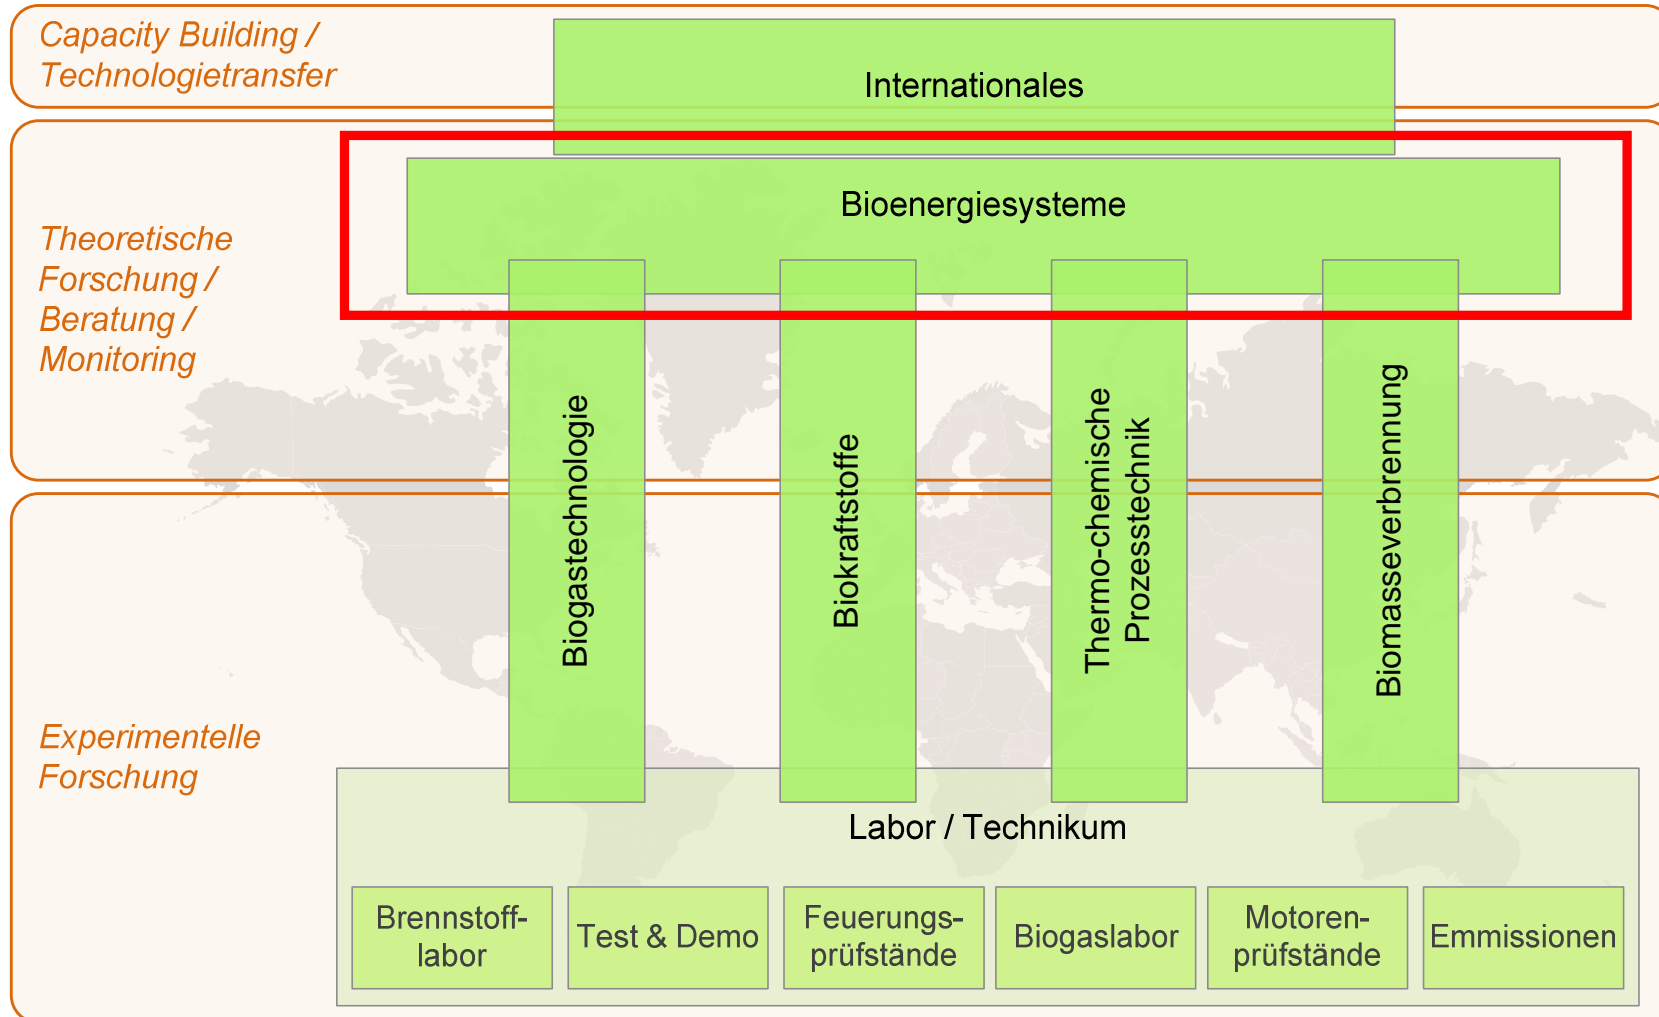 Capacity Building /
Technologietransfer
Internationales
Bioenergiesysteme
Theoretische
Forschung /
Beratung /
Monitoring
Biogastechnologie
Biokraftstoffe
Thermo-chemische
Prozesstechnik
Biomasseverbrennung
Experimentelle
Forschung
Labor / Technikum
Brennstoff-
labor
Test & Demo
Feuerungs-
prüfstände
Biogaslabor
Motoren-
prüfstände
Emmissionen